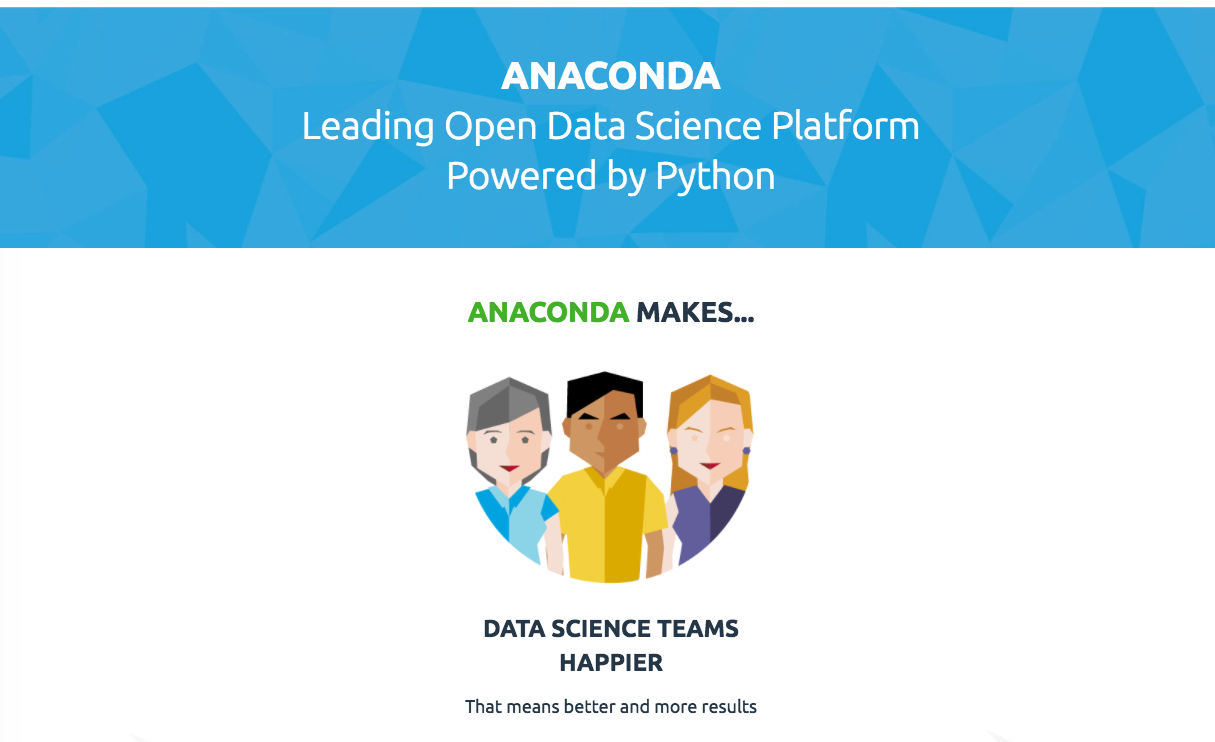 ANACONDA
Leading Open Data Science Platform
Powered by Python
ANACONDA MAKES...
DATA SCIENCE TEAMS
HAPPIER
That means better and more results